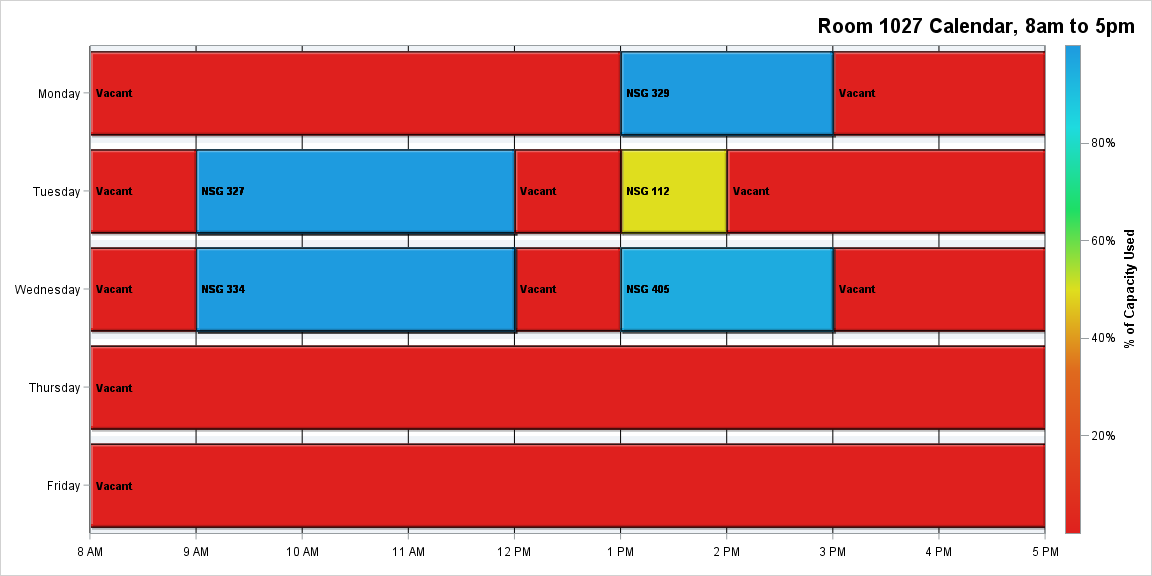 Room 1027 Calendar, 8am to 5pm
Monday
Vacant
NSG 329
Vacant
Tuesday
Vacant
NSG 327
Vacant
NSG 112
Vacant
Wednesday
Vacant
NSG 334
Vacant
NSG 405
Vacant
Thursday
Vacant
Friday
Vacant
8 AM
9 AM
10 AM
11 AM
12 PM
1 PM
2 PM
3 PM
4 PM
5 PM
80%
60%
40%
20%
% of Capacity Used